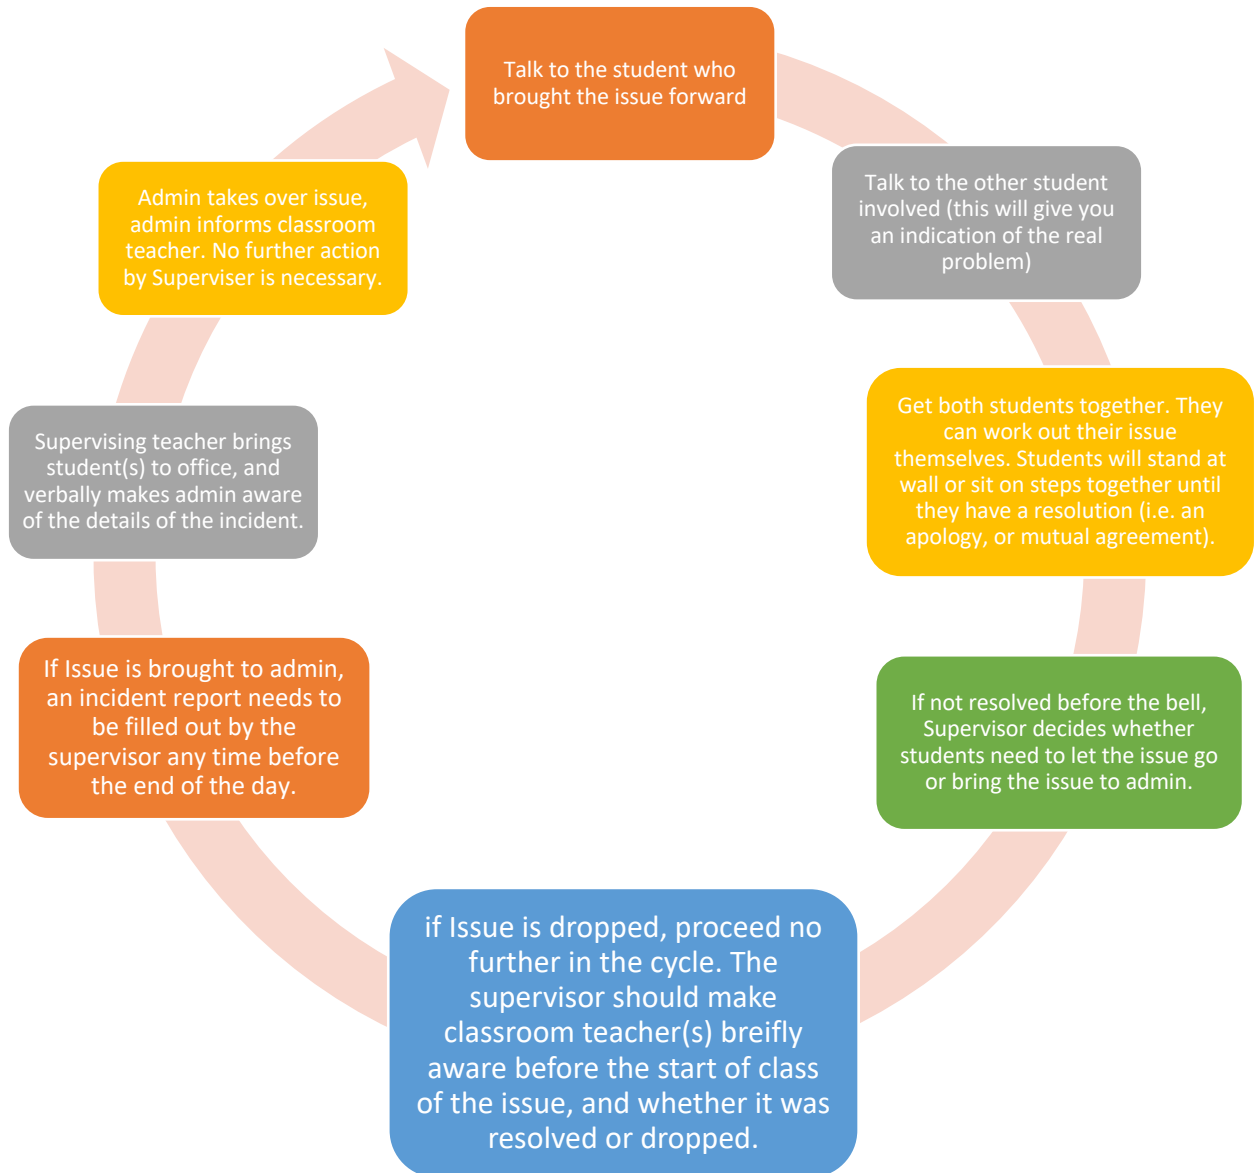 Talk to the student who
brought the issue forward
Talk to the other student
involved (this will give you
an indication of the real
problem)
Get both students together. They
can work out their issue
themselves. Students will stand at
wall or sit on steps together until
they have a resolution (i.e. an
apology, or mutual agreement).
If not resolved before the bell,
Supervisor decides whether
students need to let the issue go
or bring the issue to admin.
if Issue is dropped, proceed no
further in the cycle. The
supervisor should make
classroom teacher(s) breifly
aware before the start of class
of the issue, and whether it was
resolved or dropped.
If Issue is brought to admin,
an incident report needs to
be filled out by the
supervisor any time before
the end of the day.
Supervising teacher brings
student(s) to office, and
verbally makes admin aware
of the details of the incident.
Admin takes over issue,
admin informs classroom
teacher. No further action
by Superviser is necessary.